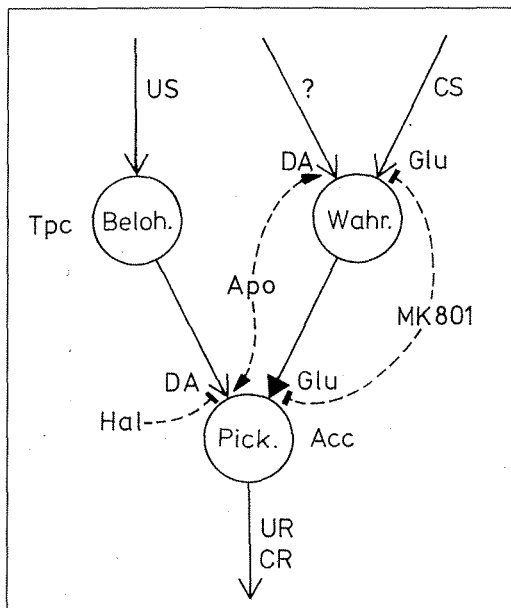 US
?
CS
DA
Glu
Tpc
Beloh.
Wahr.
Apo
MK801
DA
Glu
Hal
Pick.
Acc
UR
CR